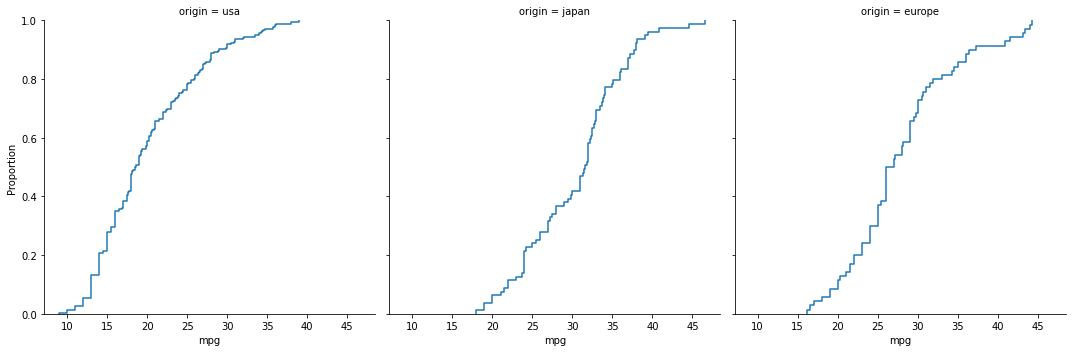 origin = usa
origin = japan
origin = europe
Proportion
1.0
0.8
0.6
0.4
0.2
0.0
10 15 20 25 30 35 40 45
10 15 20 25 30 35 40 45
10 15 20 25 30 35 40 45
mpg
mpg
mpg